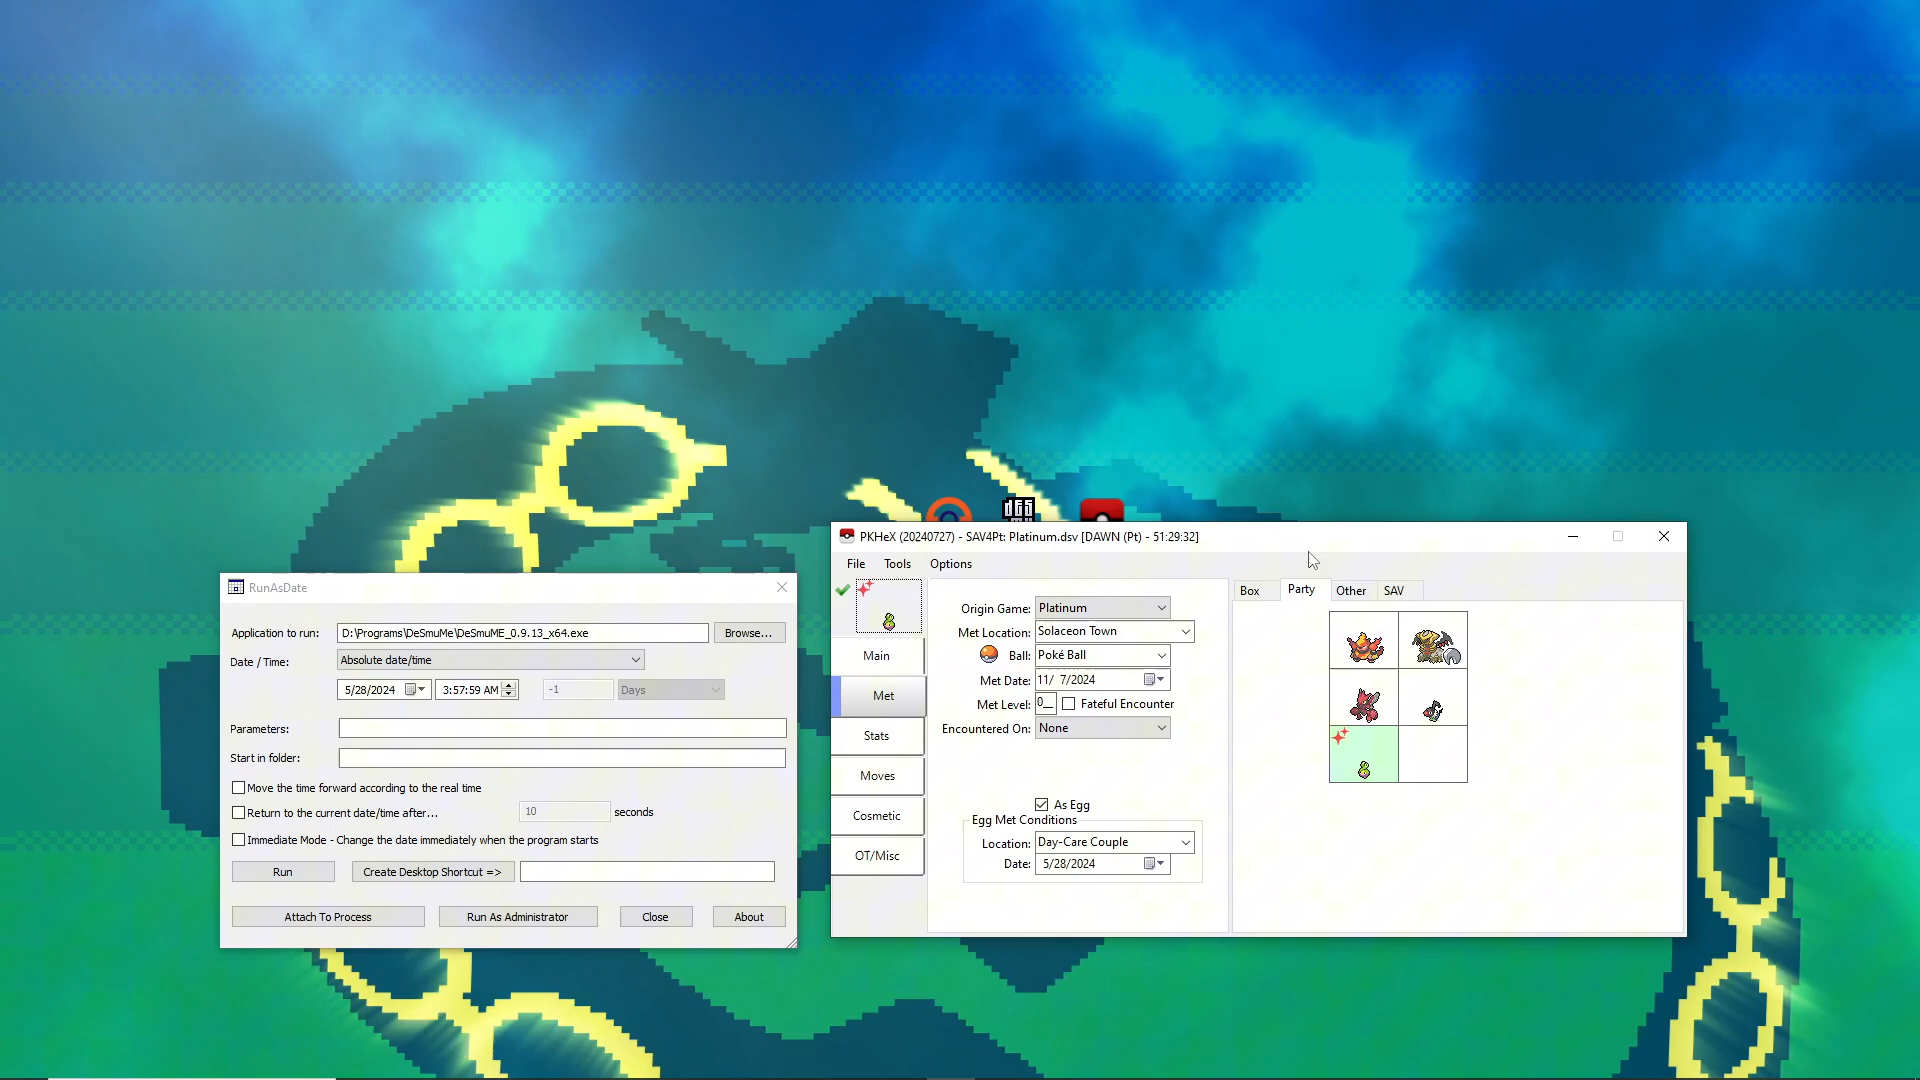 RunAsDate
Application to run: D:\Programs\DeSmuMe\DeSmuME_0.9.13_x64.exe Browse...
Date / Time: Absolute date/time
5/28/2024 3:57:59 AM -1 Days
Parameters:
Start in folder:
Move the time forward according to the real time
Return to the current date/time after... 10 seconds
Immediate Mode - Change the date immediately when the program starts
Run Create Desktop Shortcut =>
Attach To Process Run As Administrator Close About
PKHeX (20240727) - SAV4Pt: Platinum.dsv [DAWN (Pt) - 51:29:32]
File Tools Options
Main
Met
Stats
Moves
Cosmetic
OT/Misc
Origin Game: Platinum
Met Location: Solaceon Town
Ball: Poké Ball
Met Date: 11/ 7/2024
Met Level: 0__ Fateful Encounter
Encountered On: None
As Egg
Egg Met Conditions
Location: Day-Care Couple
Date: 5/28/2024
Box Party Other SAV